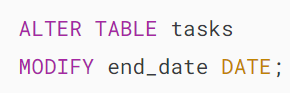 ALTER TABLE tasks
MODIFY end_date DATE;